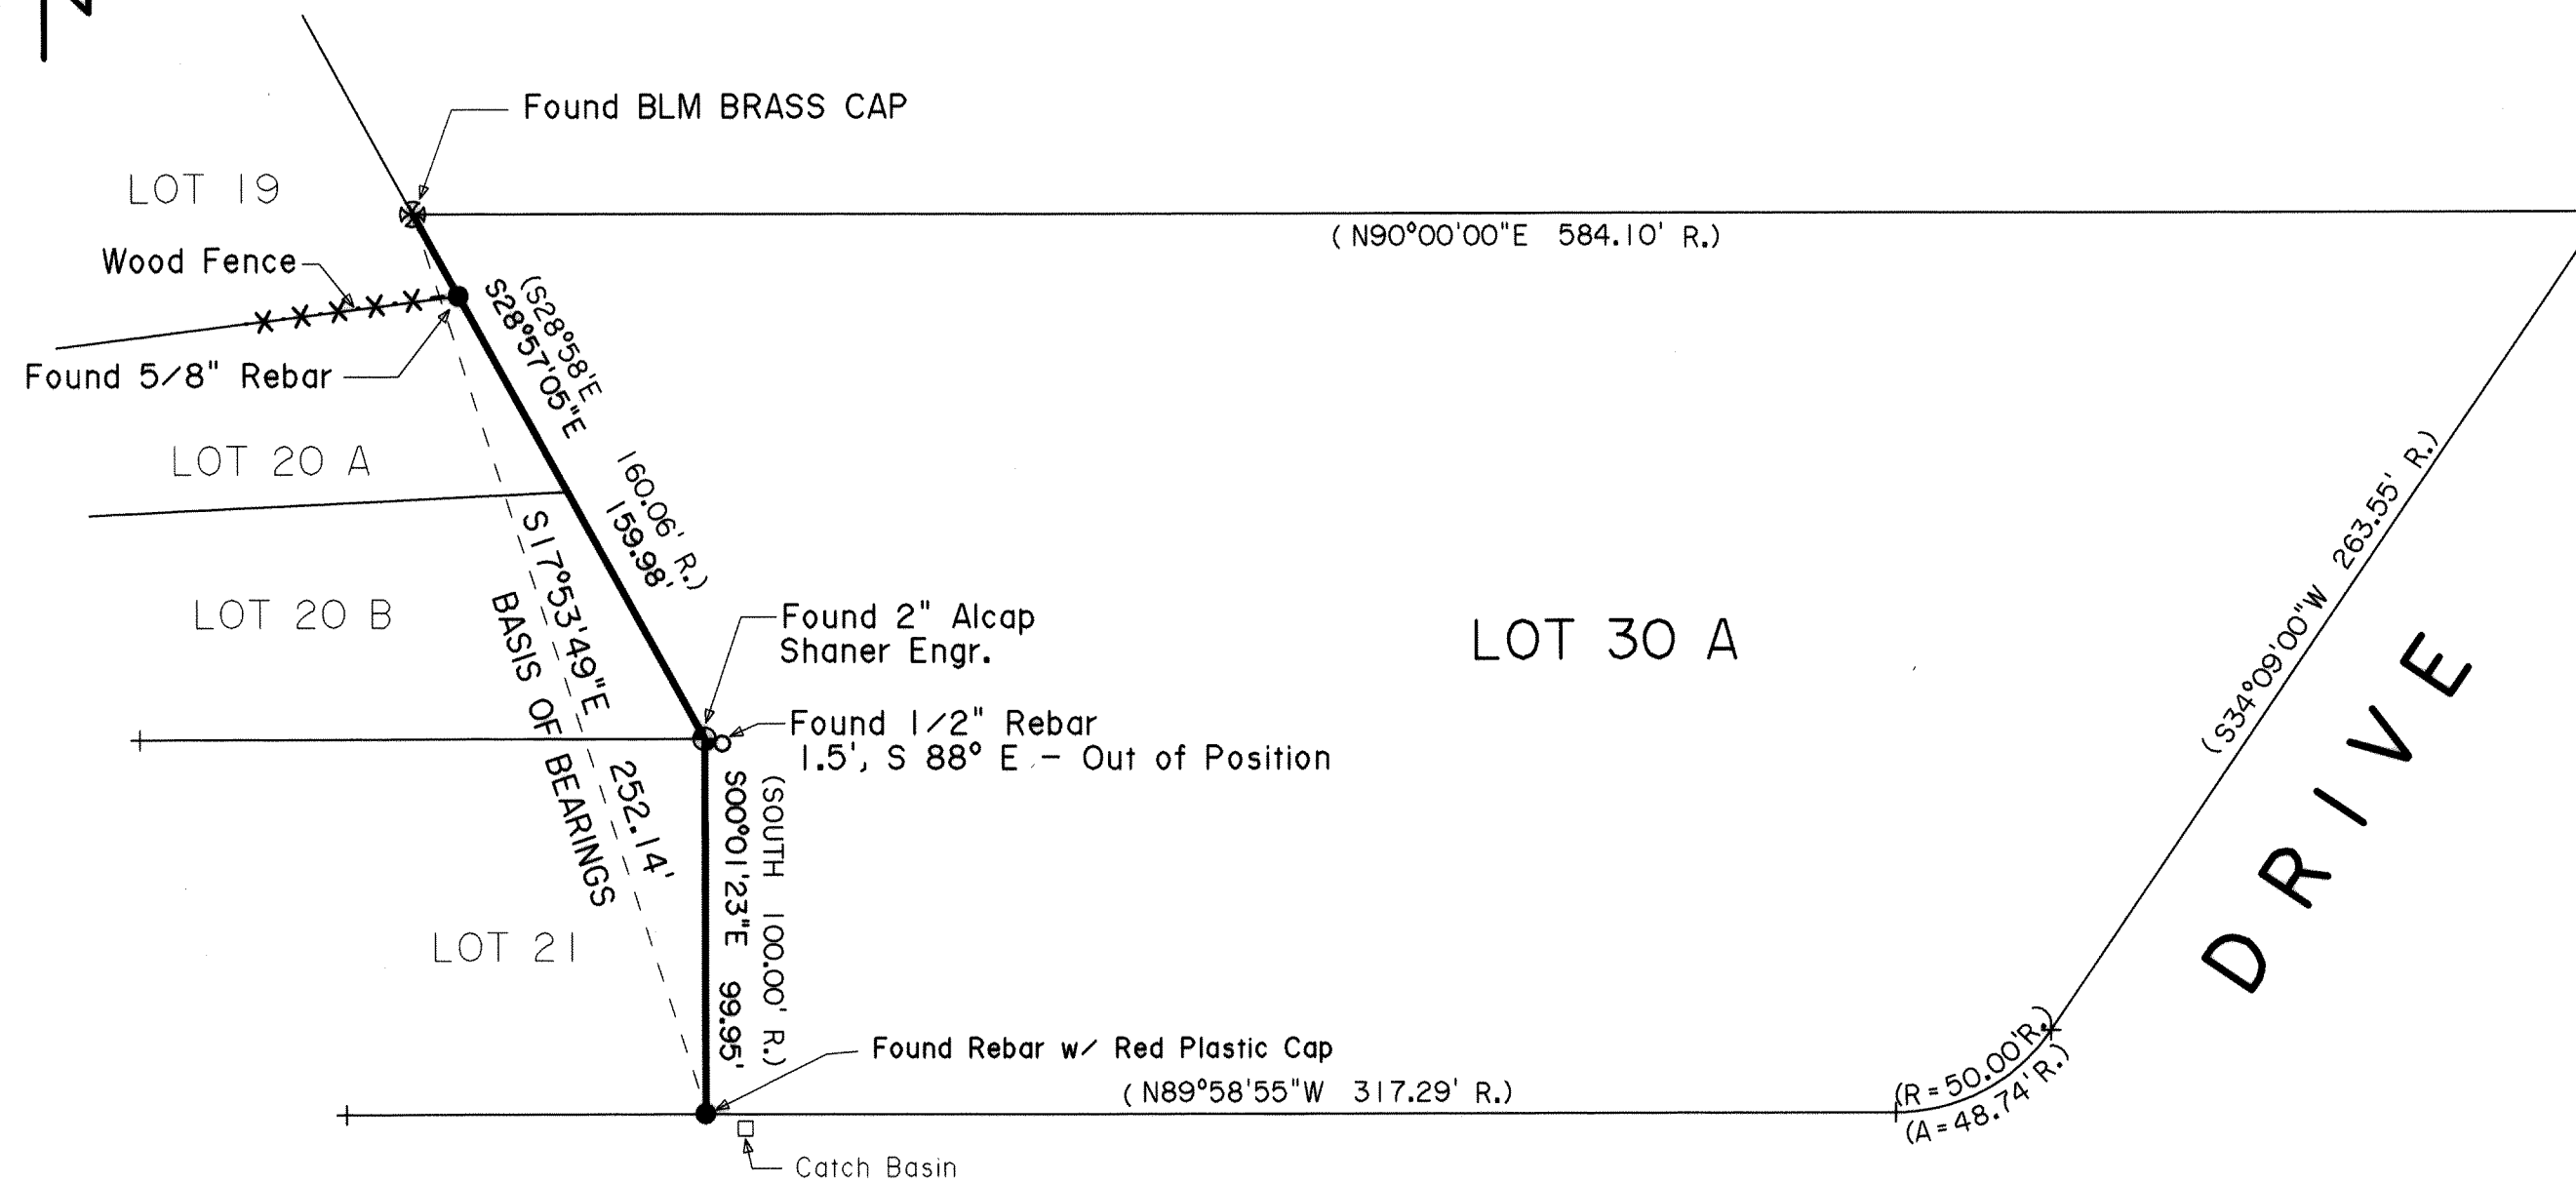 Found BLM BRASS CAP
LOT 19
(N90°00'00"E 584.10' R.)
Wood Fence
(S28°58'E 160.06' R.)
S28°57'05"E 159.98'
Found 5/8" Rebar
LOT 20 A
S17°53'49"E 252.14'
BASIS OF BEARINGS
LOT 20 B
Found 2" Alcap
Shaner Engr.
LOT 30 A
(S34°09'00"W 263.55' R.)
DRIVE
Found 1/2" Rebar
1.5', S 88° E - Out of Position
(SOUTH 100.00' R.)
S00°01'23"E 99.95'
LOT 21
Found Rebar w/ Red Plastic Cap
(N89°58'55"W 317.29' R.)
(R=50.00'R.)
(A=48.74'R.)
Catch Basin